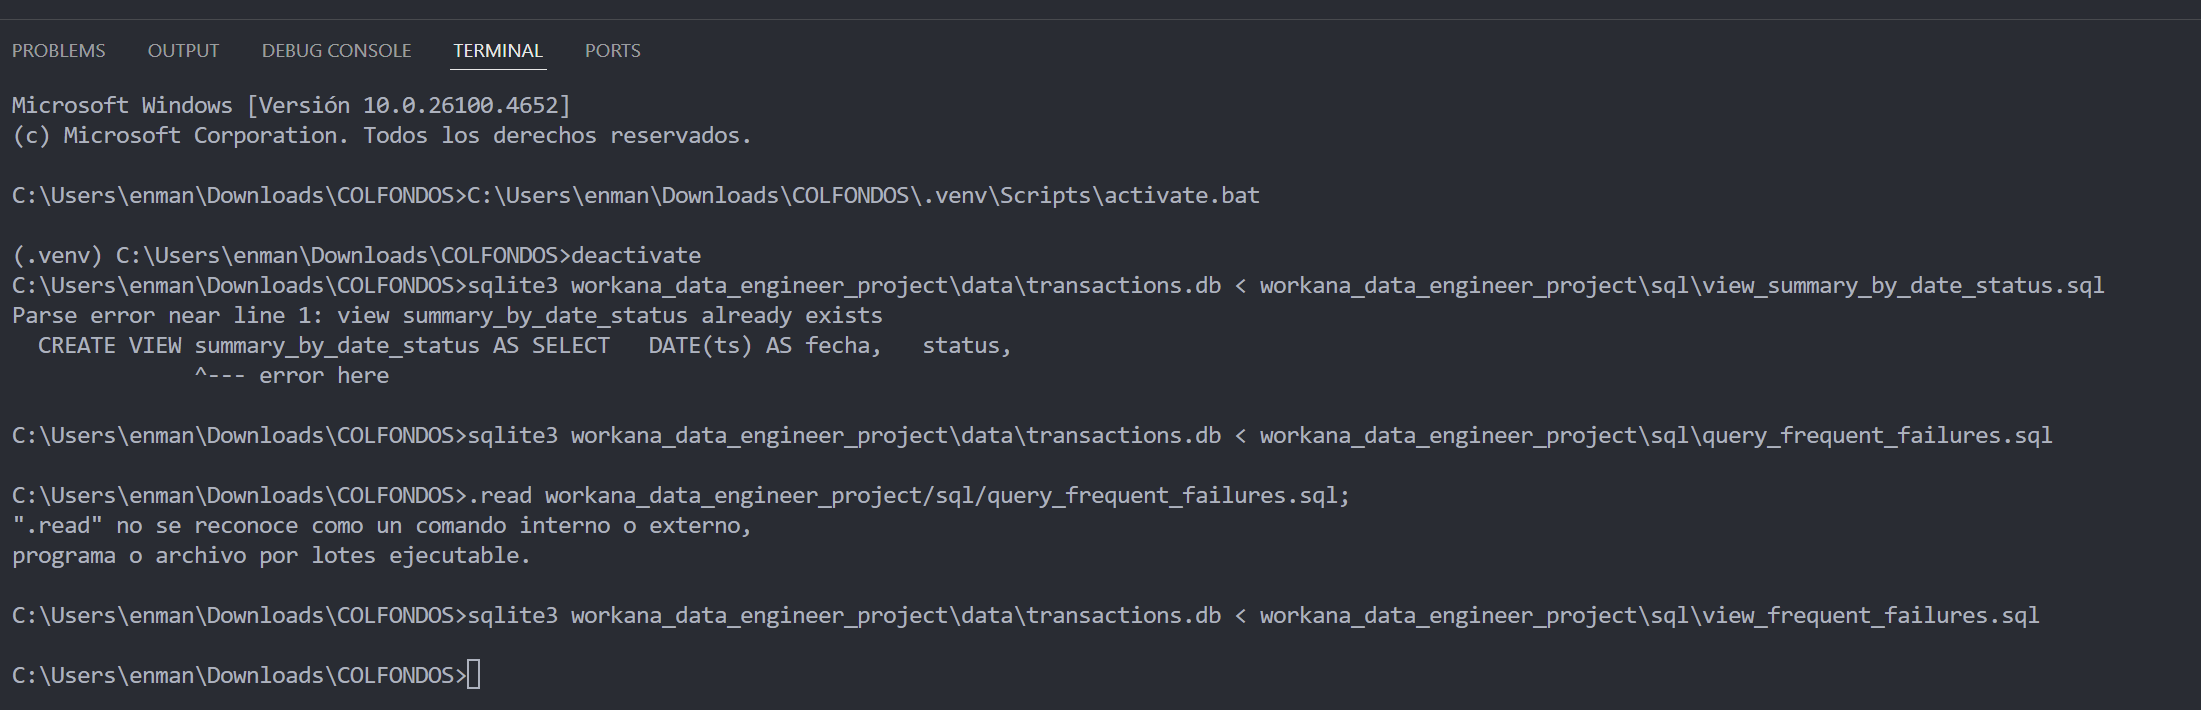 PROBLEMS OUTPUT DEBUG CONSOLE TERMINAL PORTS
Microsoft Windows [Versión 10.0.26100.4652]
(c) Microsoft Corporation. Todos los derechos reservados.
C:\Users\enman\Downloads\COLFONDOS>C:\Users\enman\Downloads\COLFONDOS\.venv\Scripts\activate.bat
(.venv) C:\Users\enman\Downloads\COLFONDOS>deactivate
C:\Users\enman\Downloads\COLFONDOS>sqlite3 workana_data_engineer_project\data\transactions.db < workana_data_engineer_project\sql\view_summary_by_date_status.sql
Parse error near line 1: view summary_by_date_status already exists
  CREATE VIEW summary_by_date_status AS SELECT   DATE(ts) AS fecha,   status,
              ^--- error here
C:\Users\enman\Downloads\COLFONDOS>sqlite3 workana_data_engineer_project\data\transactions.db < workana_data_engineer_project\sql\query_frequent_failures.sql
C:\Users\enman\Downloads\COLFONDOS>.read workana_data_engineer_project/sql/query_frequent_failures.sql;
".read" no se reconoce como un comando interno o externo,
programa o archivo por lotes ejecutable.
C:\Users\enman\Downloads\COLFONDOS>sqlite3 workana_data_engineer_project\data\transactions.db < workana_data_engineer_project\sql\view_frequent_failures.sql
C:\Users\enman\Downloads\COLFONDOS>